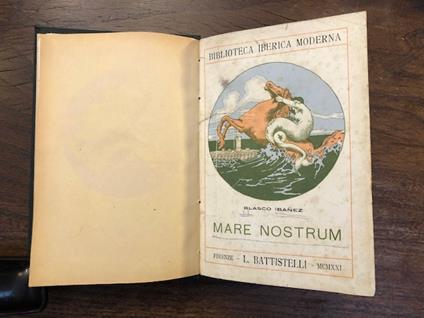 BIBLIOTECA IBERICA MODERNA
BLASCO IBAÑEZ
MARE NOSTRUM
FIRENZE - L. BATTISTELLI - MCMXXI